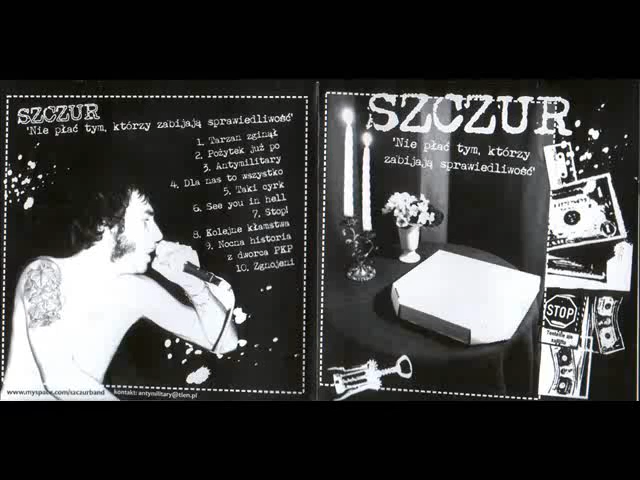 SZCZUR
'Nie płać tym, którzy zabijają sprawiedliwość'
1. Tarzan zginął
2. Pożytek już po
3. Antymilitary
4. Dla nas to wszystko
5. Taki cyrk
6. See you in hell
7. Stop!
8. Kolejne kłamstwa
9. Nocna historia
z dworca PKP
10. Zgnojeni
www.myspace.com/szczurband kontakt: antymilitary@tlen.pl
SZCZUR
'Nie płać tym, którzy
zabijają sprawiedliwość'
STOP